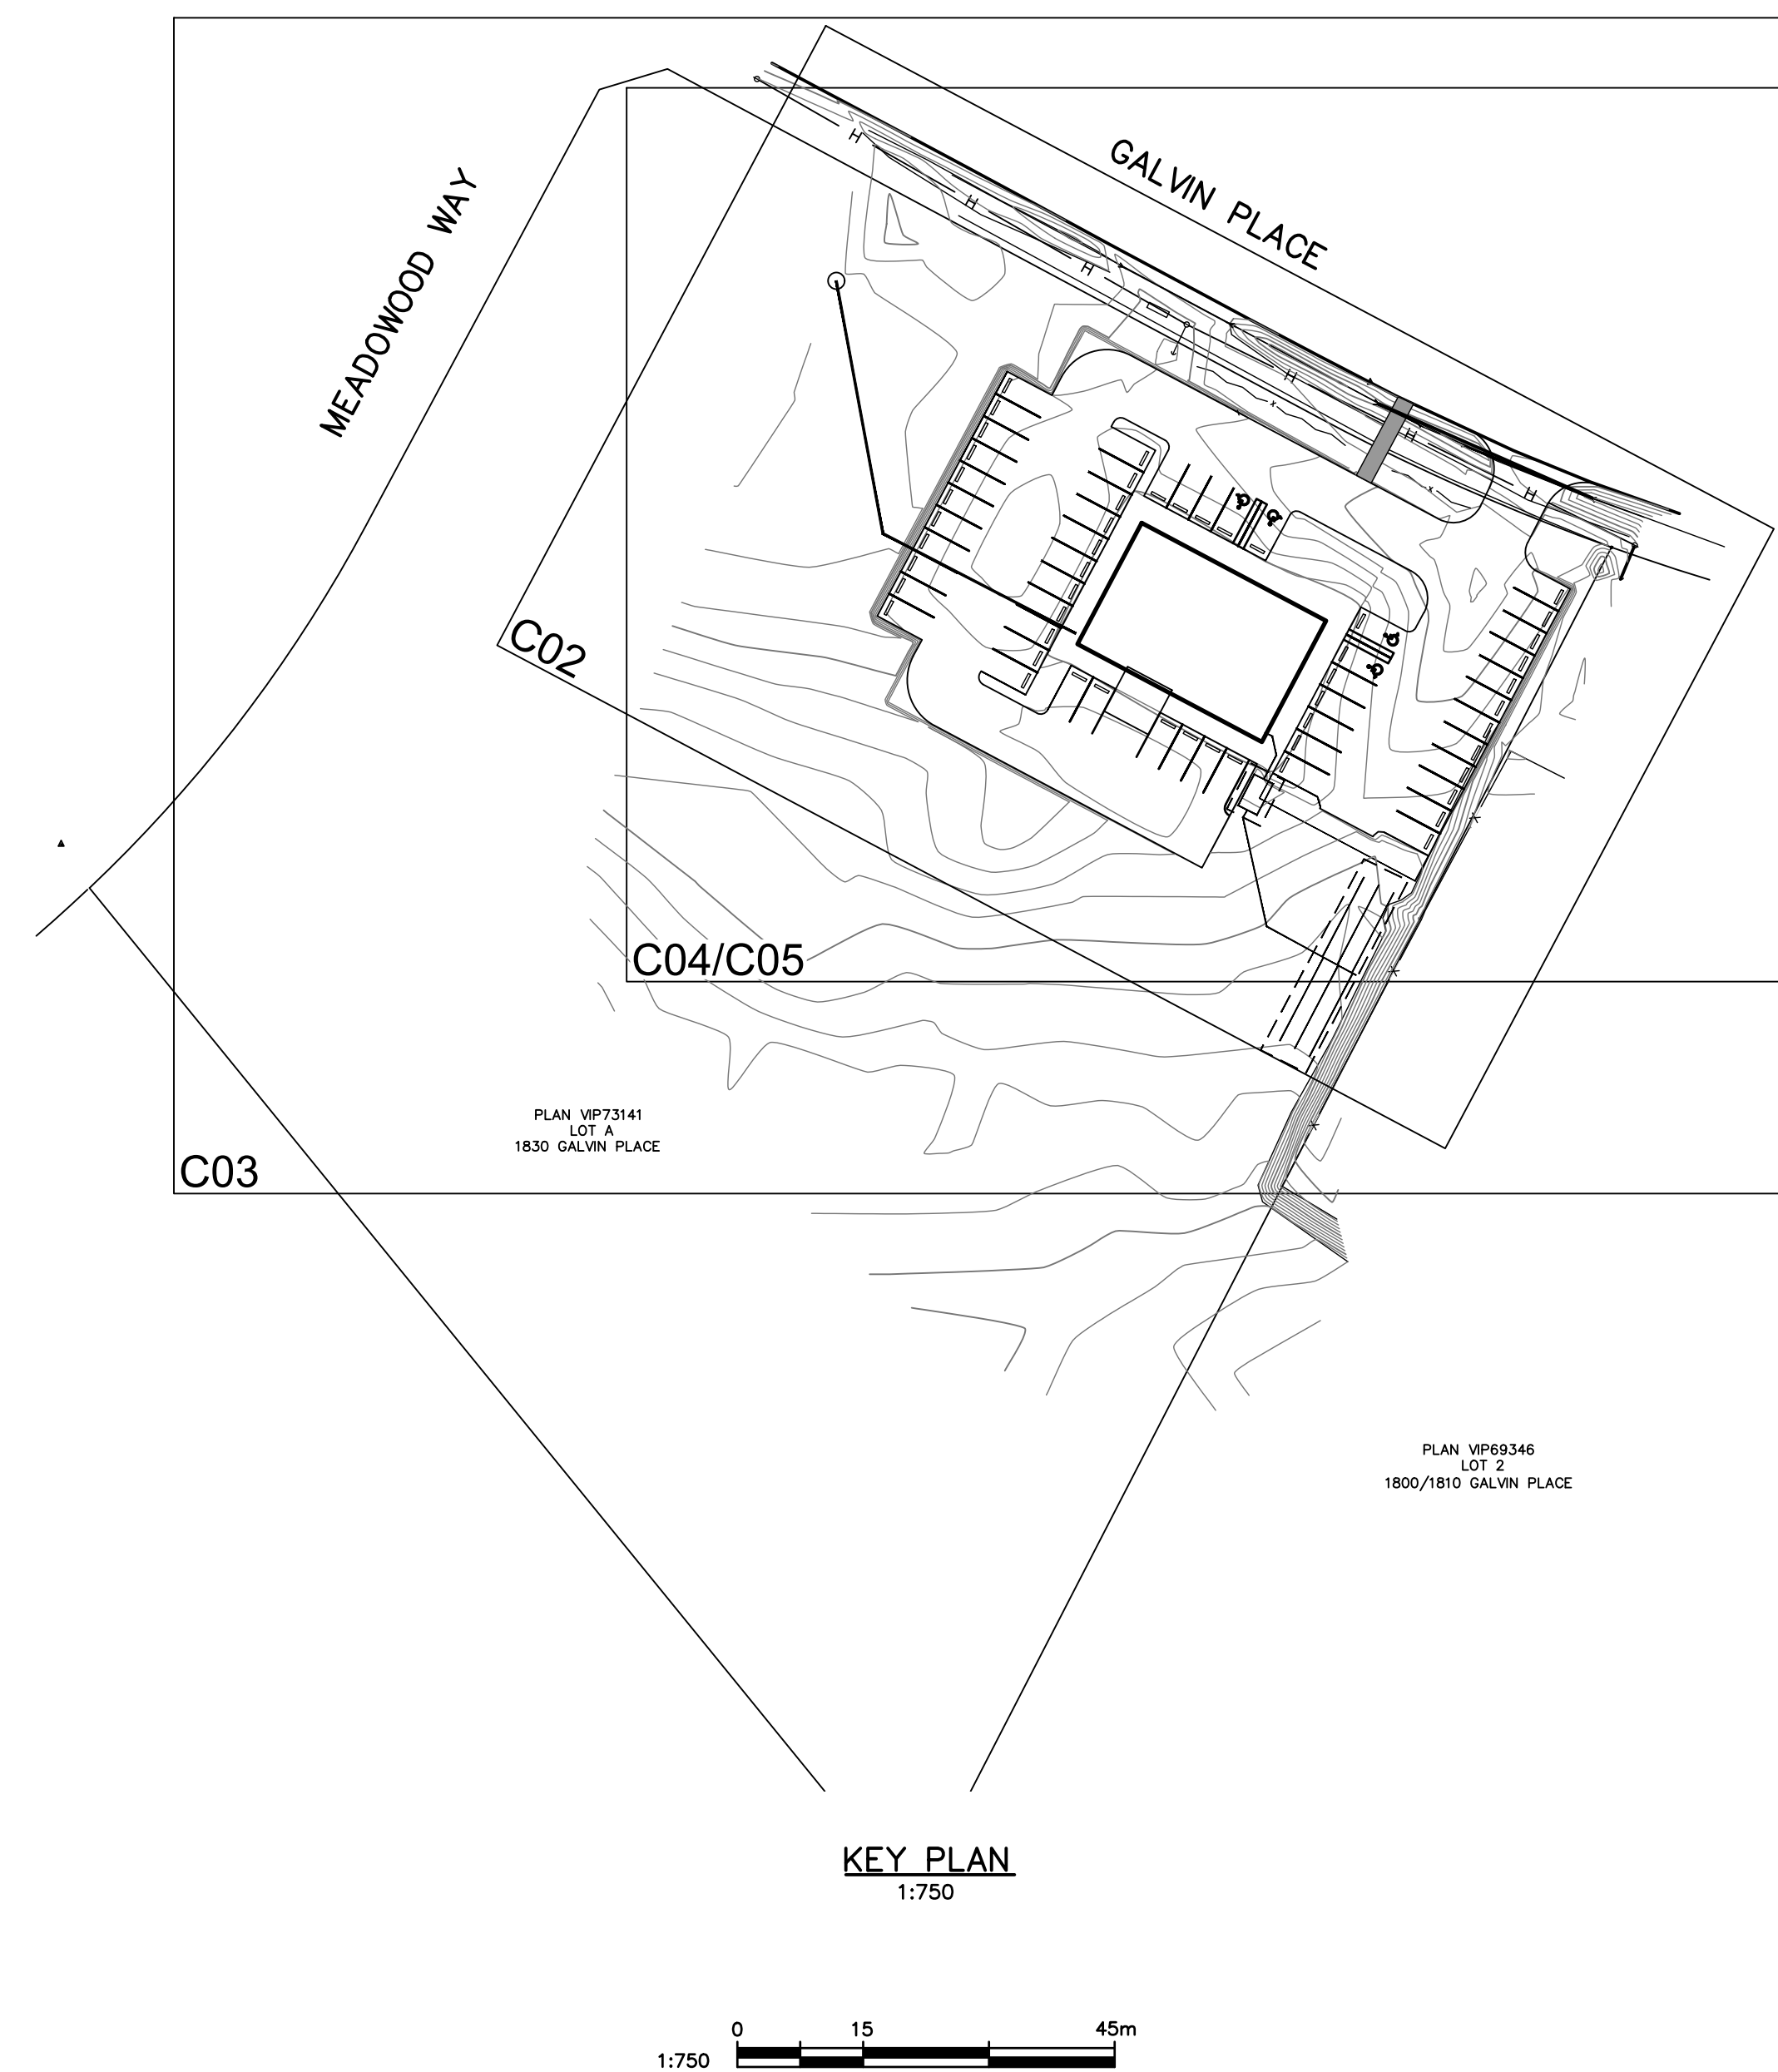 GALVIN PLACE
MEADOWOOD WAY
H
H
H
H
H
H
x
x
C02
C04/C05
PLAN VIP73141
LOT A
1830 GALVIN PLACE
C03
PLAN VIP69346
LOT 2
1800/1810 GALVIN PLACE
KEY PLAN
1:750
0 15 45m
1:750